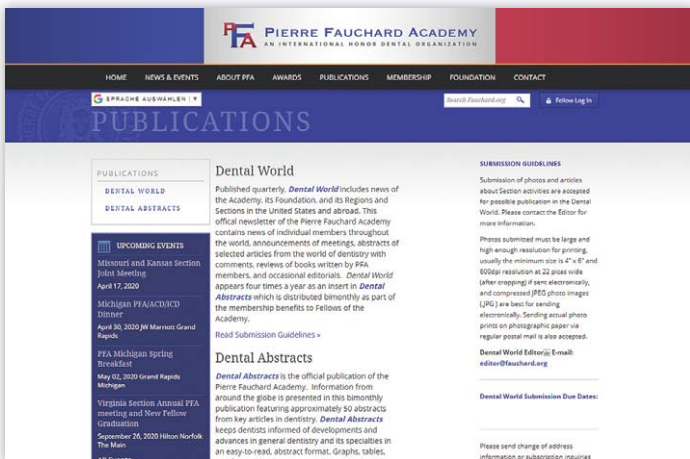 PFA PIERRE FAUCHARD ACADEMY
AN INTERNATIONAL HONOR DENTAL ORGANIZATION
HOME NEWS & EVENTS ABOUT PFA AWARDS PUBLICATIONS MEMBERSHIP FOUNDATION CONTACT
G SPRACHE AUSWÄHLEN | ▼
Search Fauchard.org
Fellow Log In
PUBLICATIONS
PUBLICATIONS
DENTAL WORLD
DENTAL ABSTRACTS
UPCOMING EVENTS
Missouri and Kansas Section
Joint Meeting
April 17, 2020
Michigan PFA/ACD/ICD
Dinner
April 30, 2020 JW Marriott Grand
Rapids
PFA Michigan Spring
Breakfast
May 02, 2020 Grand Rapids
Michigan
Virginia Section Annual PFA
meeting and New Fellow
Graduation
September 26, 2020 Hilton Norfolk
The Main
All Events
Dental World
Published quarterly, Dental World includes news of
the Academy, its Foundation, and its Regions and
Sections in the United States and abroad. This
offical newsletter of the Pierre Fauchard Academy
contains news of individual members throughout
the world, announcements of meetings, abstracts of
selected articles from the world of dentistry with
comments, reviews of books written by PFA
members, and occasional editorials. Dental World
appears four times a year as an insert in Dental
Abstracts which is distributed bimonthly as part of
the membership benefits to Fellows of the
Academy.
Read Submission Guidelines »
Dental Abstracts
Dental Abstracts is the official publication of the
Pierre Fauchard Academy. Information from
around the globe is presented in this bimonthly
publication featuring approximately 50 abstracts
from key articles in dentistry. Dental Abstracts
keeps dentists informed of developments and
advances in general dentistry and its specialties in
an easy-to-read, abstract format. Graphs, tables,
SUBMISSION GUIDELINES
Submission of photos and articles
about Section activities are accepted
for possible publication in the Dental
World. Please contact the Editor for
more information.
Photos submitted must be large and
high enough resolution for printing,
usually the minimum size is 4" x 6" and
600dpi resolution at 22 picas wide
(after cropping) if sent electronically,
and compressed JPEG photo images
(.JPG ) are best for sending
electronically. Sending actual photo
prints on photographic paper via
regular postal mail is also accepted.
Dental World Editor E-mail:
editor@fauchard.org
Dental World Submission Due Dates:
Please send change of address
information or subscription inquiries